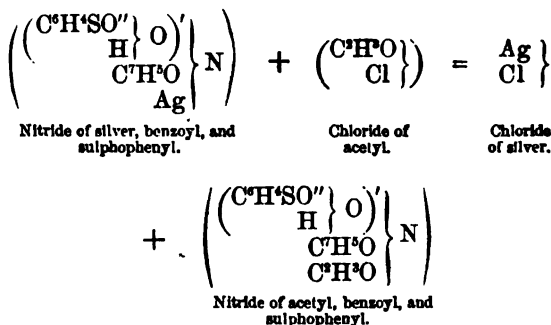 ( ( C⁶H⁴SO″ H } O )′ C⁷H⁵O Ag } N ) + ( C²H³O Cl } ) = Ag Cl }
Nitride of silver, benzoyl, and sulphophenyl.
Chloride of acetyl.
Chloride of silver.
+ ( ( C⁶H⁴SO″ H } O )′ C⁷H⁵O C²H³O } N )
Nitride of acetyl, benzoyl, and sulphophenyl.